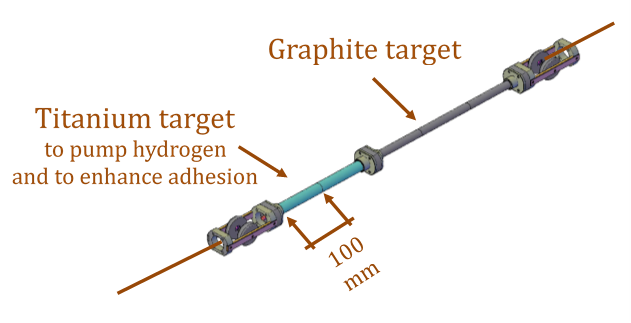 Graphite target
Titanium target
to pump hydrogen
and to enhance adhesion
100
mm